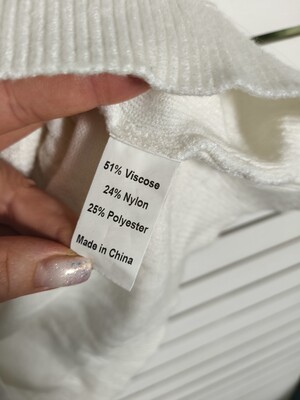 51% Viscose
24% Nylon
25% Polyester
Made in China